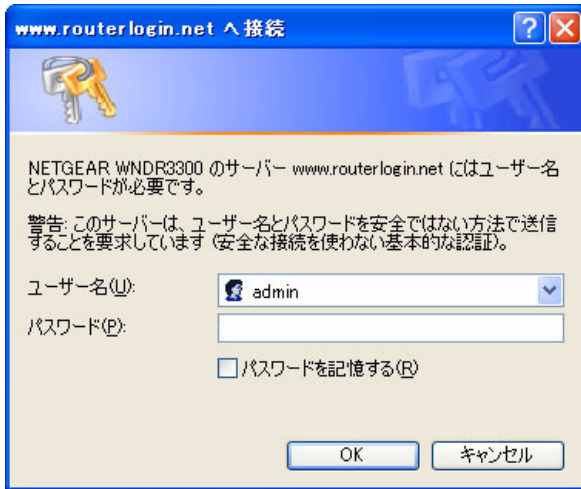 www.routerlogin.net へ接続
NETGEAR WNDR3300 のサーバー www.routerlogin.net にはユーザー名
とパスワードが必要です。
警告: このサーバーは、ユーザー名とパスワードを安全ではない方法で送信
することを要求しています (安全な接続を使わない基本的な認証)。
ユーザー名(U):
admin
パスワード(P):
パスワードを記憶する(R)
OK
キャンセル